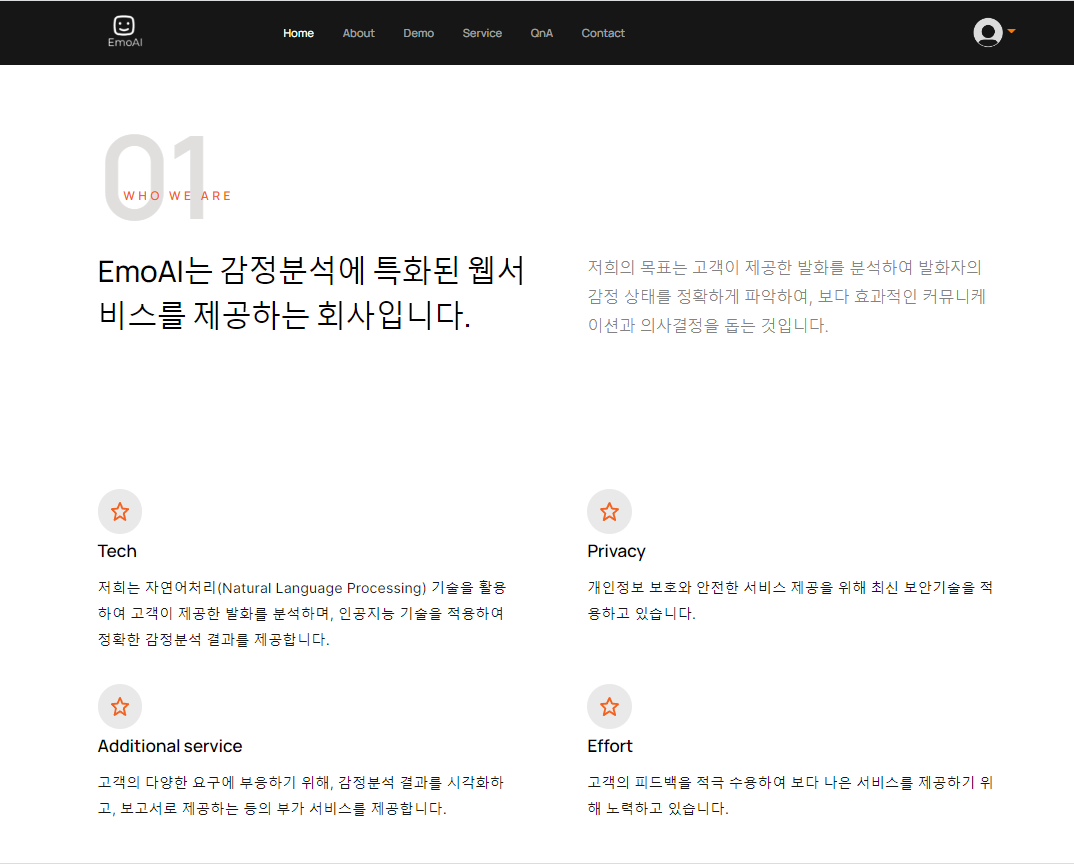 EmoAI
Home About Demo Service QnA Contact
01
WHO WE ARE
EmoAI는 감정분석에 특화된 웹서
비스를 제공하는 회사입니다.
저희의 목표는 고객이 제공한 발화를 분석하여 발화자의
감정 상태를 정확하게 파악하여, 보다 효과적인 커뮤니케
이션과 의사결정을 돕는 것입니다.
Tech
저희는 자연어처리(Natural Language Processing) 기술을 활용
하여 고객이 제공한 발화를 분석하며, 인공지능 기술을 적용하여
정확한 감정분석 결과를 제공합니다.
Privacy
개인정보 보호와 안전한 서비스 제공을 위해 최신 보안기술을 적
용하고 있습니다.
Additional service
고객의 다양한 요구에 부응하기 위해, 감정분석 결과를 시각화하
고, 보고서로 제공하는 등의 부가 서비스를 제공합니다.
Effort
고객의 피드백을 적극 수용하여 보다 나은 서비스를 제공하기 위
해 노력하고 있습니다.